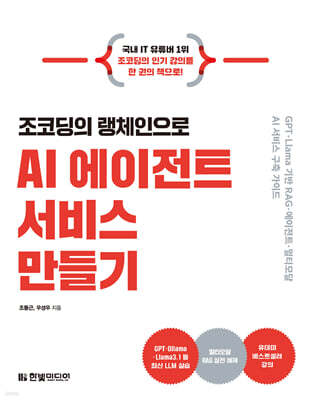 국내 IT 유튜버 1위
조코딩의 인기 강의를
한 권의 책으로!
조코딩의 랭체인으로
AI 에이전트
서비스
만들기
GPT·Llama 기반 RAG·에이전트·멀티모달
AI 서비스 구축 가이드
조동근, 우성우 지음
GPT·Ollama
·Llama3.1 등
최신 LLM 실습
멀티모달
RAG 실전 예제
유데미
베스트셀러
강의
한빛미디어